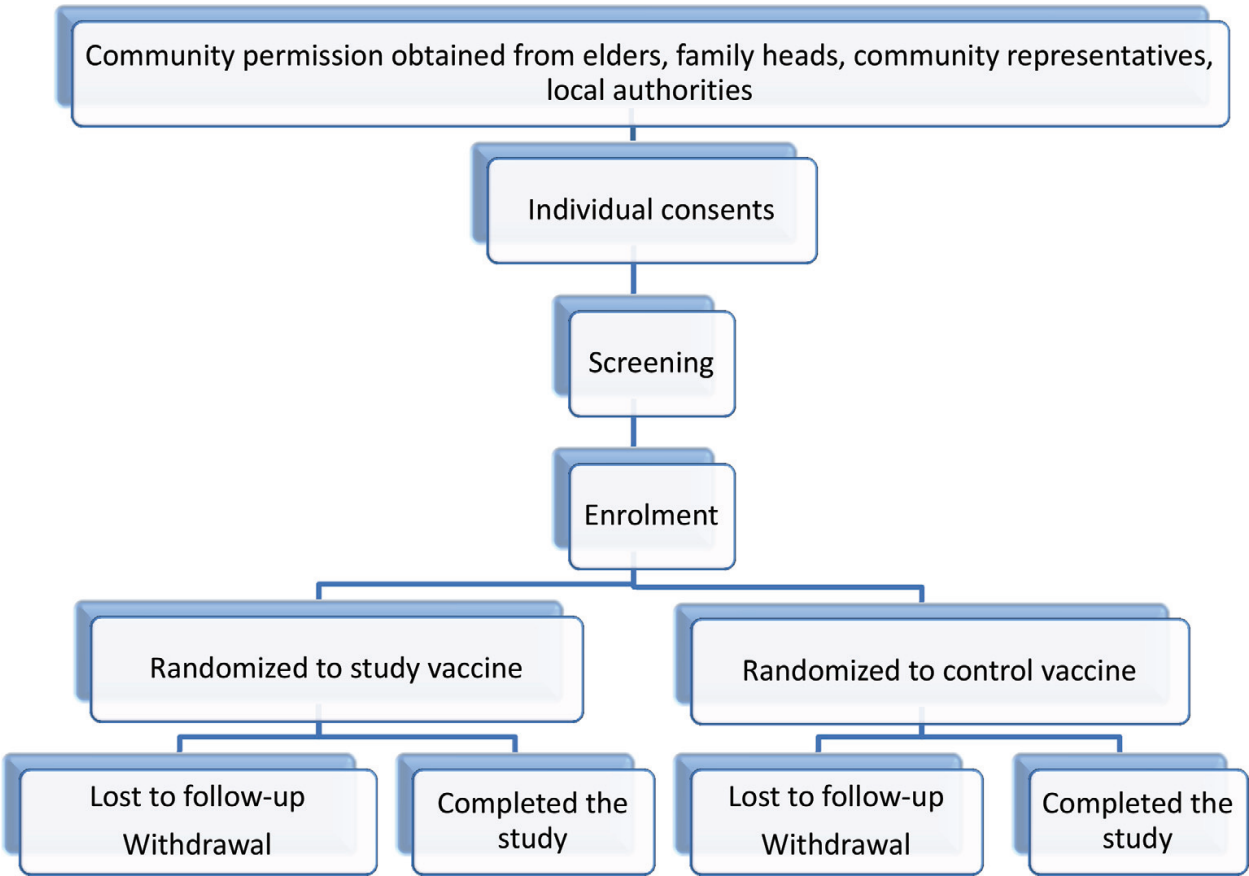 Community permission obtained from elders, family heads, community representatives,
local authorities
Individual consents
Screening
Enrolment
Randomized to study vaccine
Randomized to control vaccine
Lost to follow-up
Withdrawal
Completed the
study
Lost to follow-up
Withdrawal
Completed the
study